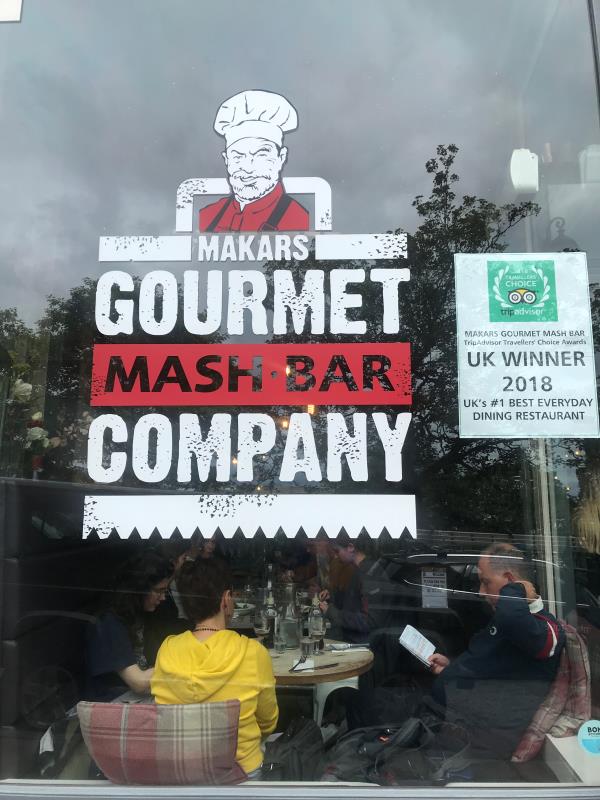 MAKARS
GOURMET
MASH·BAR
COMPANY
TRAVELLERS'
CHOICE
tripadvisor
MAKARS GOURMET MASH BAR
TripAdvisor Travellers' Choice Awards
UK WINNER
2018
UK's #1 BEST EVERYDAY
DINING RESTAURANT